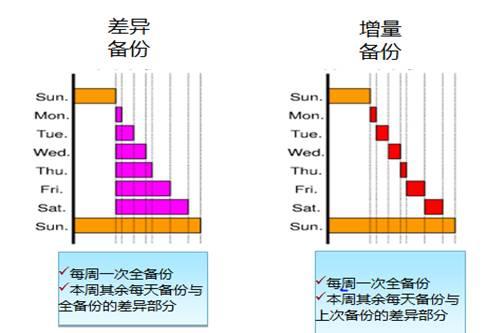 差异
备份
Sun.
Mon.
Tue.
Wed.
Thu.
Fri.
Sat.
Sun.
✓每周一次全备份
✓本周其余每天备份与
全备份的差异部分
增量
备份
Sun.
Mon.
Tue.
Wed.
Thu.
Fri.
Sat.
Sun.
✓每周一次全备份
✓本周其余每天备份与
上次备份的差异部分